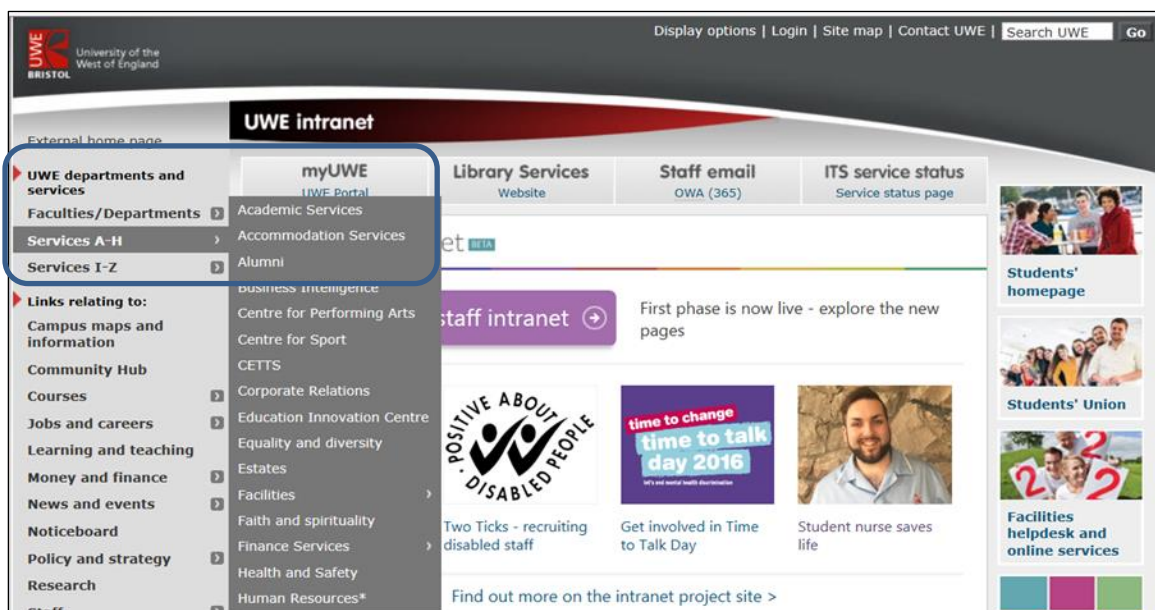 Display options | Login | Site map | Contact UWE |
Search UWE
Go
UWE
BRISTOL
University of the
West of England
UWE intranet
External home page
UWE departments and
services
Faculties/Departments
Services A-H
Services I-Z
Links relating to:
Campus maps and
information
Community Hub
Courses
Jobs and careers
Learning and teaching
Money and finance
News and events
Noticeboard
Policy and strategy
Research
Academic Services
Accommodation Services
Alumni
Business Intelligence
Centre for Performing Arts
Centre for Sport
CETTS
Corporate Relations
Education Innovation Centre
Equality and diversity
Estates
Facilities
Faith and spirituality
Finance Services
Health and Safety
Human Resources*
myUWE
UWE Portal
Library Services
Website
Staff email
OWA (365)
ITS service status
Service status page
et BETA
staff intranet
First phase is now live - explore the new
pages
POSITIVE ABOUT
DISABLED PEOPLE
Two Ticks - recruiting
disabled staff
time to change
time to talk
day 2016
let's end mental health discrimination
Get involved in Time
to Talk Day
Student nurse saves
life
Find out more on the intranet project site >
Students'
homepage
Students' Union
2 2 2
Facilities
helpdesk and
online services